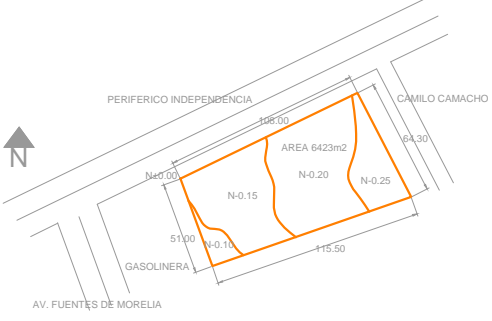 PERIFERICO INDEPENDENCIA
CAMILO CAMACHO
108.00
64.30
AREA 6423m2
N
N±0.00
N-0.20
N-0.25
N-0.15
51.00
N-0.10
115.50
GASOLINERA
AV. FUENTES DE MORELIA